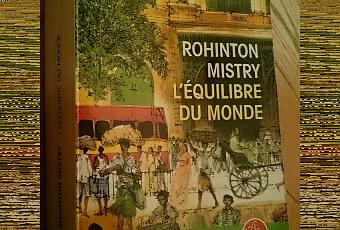 ROHINTON
MISTRY
L'ÉQUILIBRE
DU MONDE
ROHINTON MISTRY L'ÉQUILIBRE DU MONDE